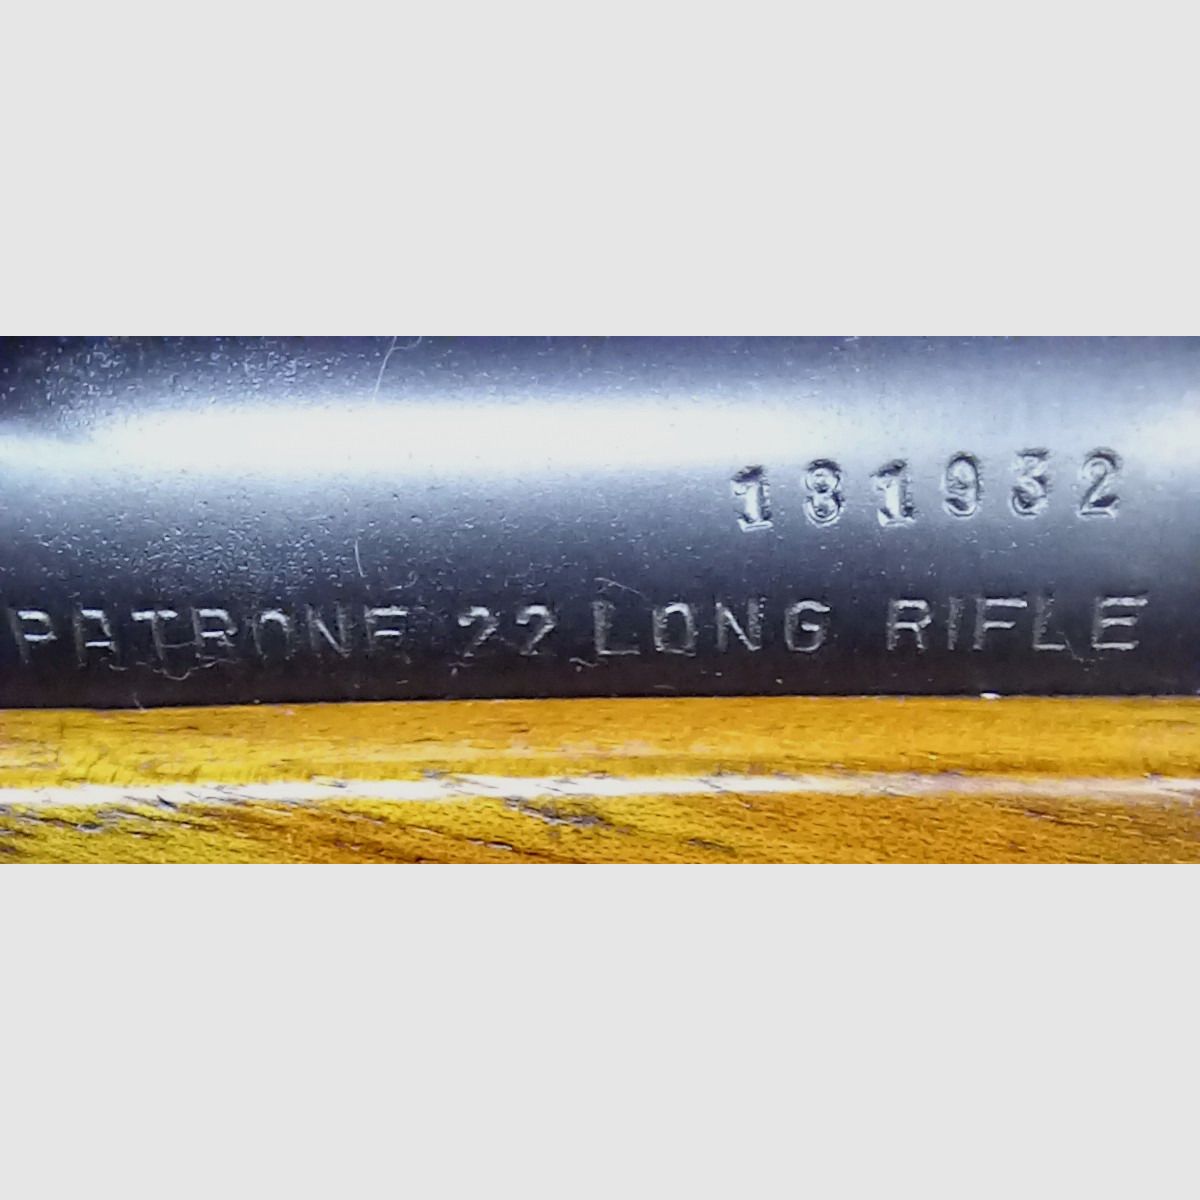 181932
PATRONE 22 LONG RIFLE